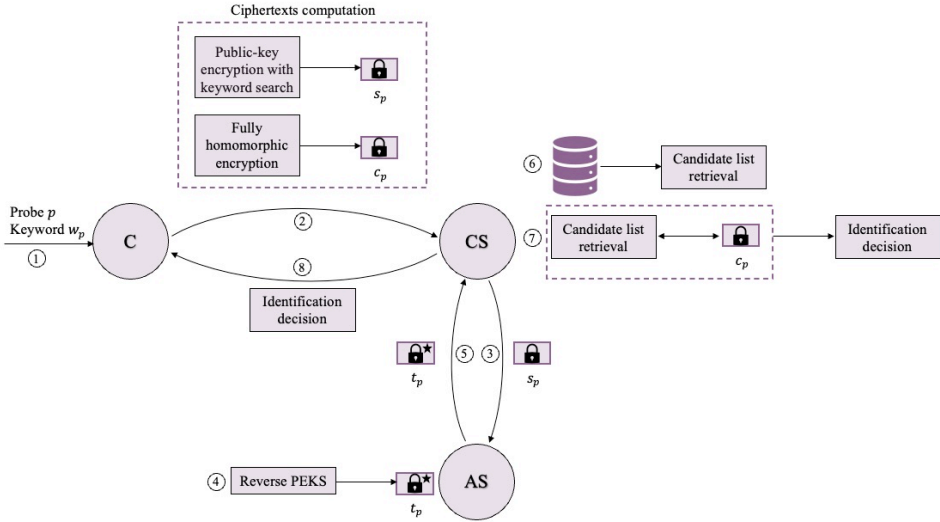 Ciphertexts computation
Public-key
encryption with
keyword search
s_p
Fully
homomorphic
encryption
c_p
Probe p
Keyword w_p
①
C
②
⑧
Identification
decision
CS
⑥
Candidate list
retrieval
⑦
Candidate list
retrieval
c_p
Identification
decision
t_p
⑤
③
s_p
④
Reverse PEKS
t_p
AS